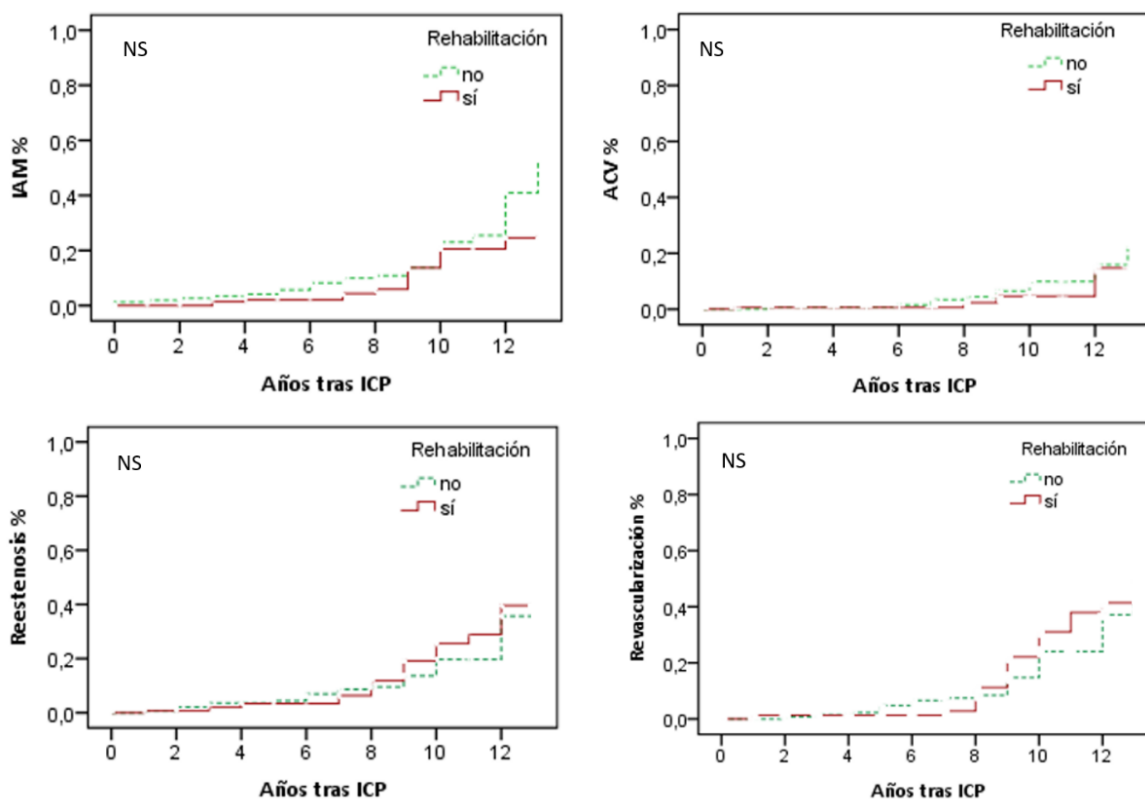 NS
Rehabilitación
no
sí
IAM %
1,0
0,8
0,6
0,4
0,2
0,0
0 2 4 6 8 10 12
Años tras ICP
NS
Rehabilitación
no
sí
ACV %
1,0
0,8
0,6
0,4
0,2
0,0
0 2 4 6 8 10 12
Años tras ICP
NS
Rehabilitación
no
sí
Reestenosis %
1,0
0,8
0,6
0,4
0,2
0,0
0 2 4 6 8 10 12
Años tras ICP
NS
Rehabilitación
no
sí
Revascularización %
1,0
0,8
0,6
0,4
0,2
0,0
0 2 4 6 8 10 12
Años tras ICP